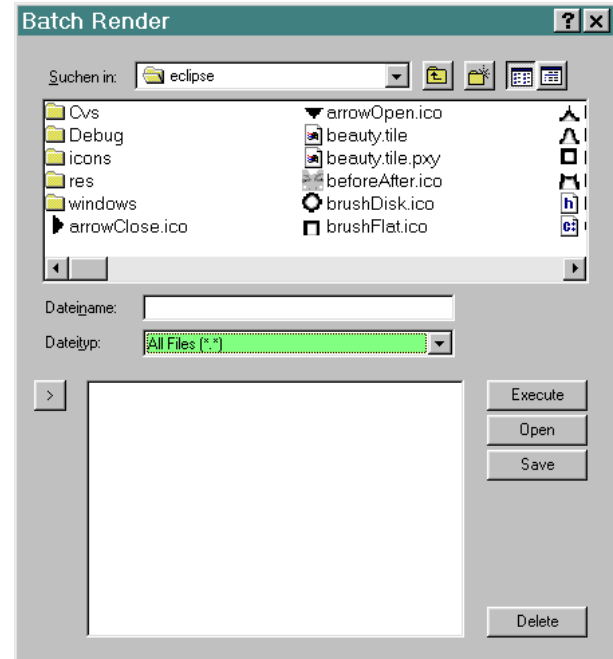 Batch Render
Suchen in: eclipse
Cvs
Debug
icons
res
windows
arrowClose.ico
arrowOpen.ico
beauty.tile
beauty.tile.pxy
beforeAfter.ico
brushDisk.ico
brushFlat.ico
Dateiname:
Dateityp: All Files (*.*)
>
Execute
Open
Save
Delete